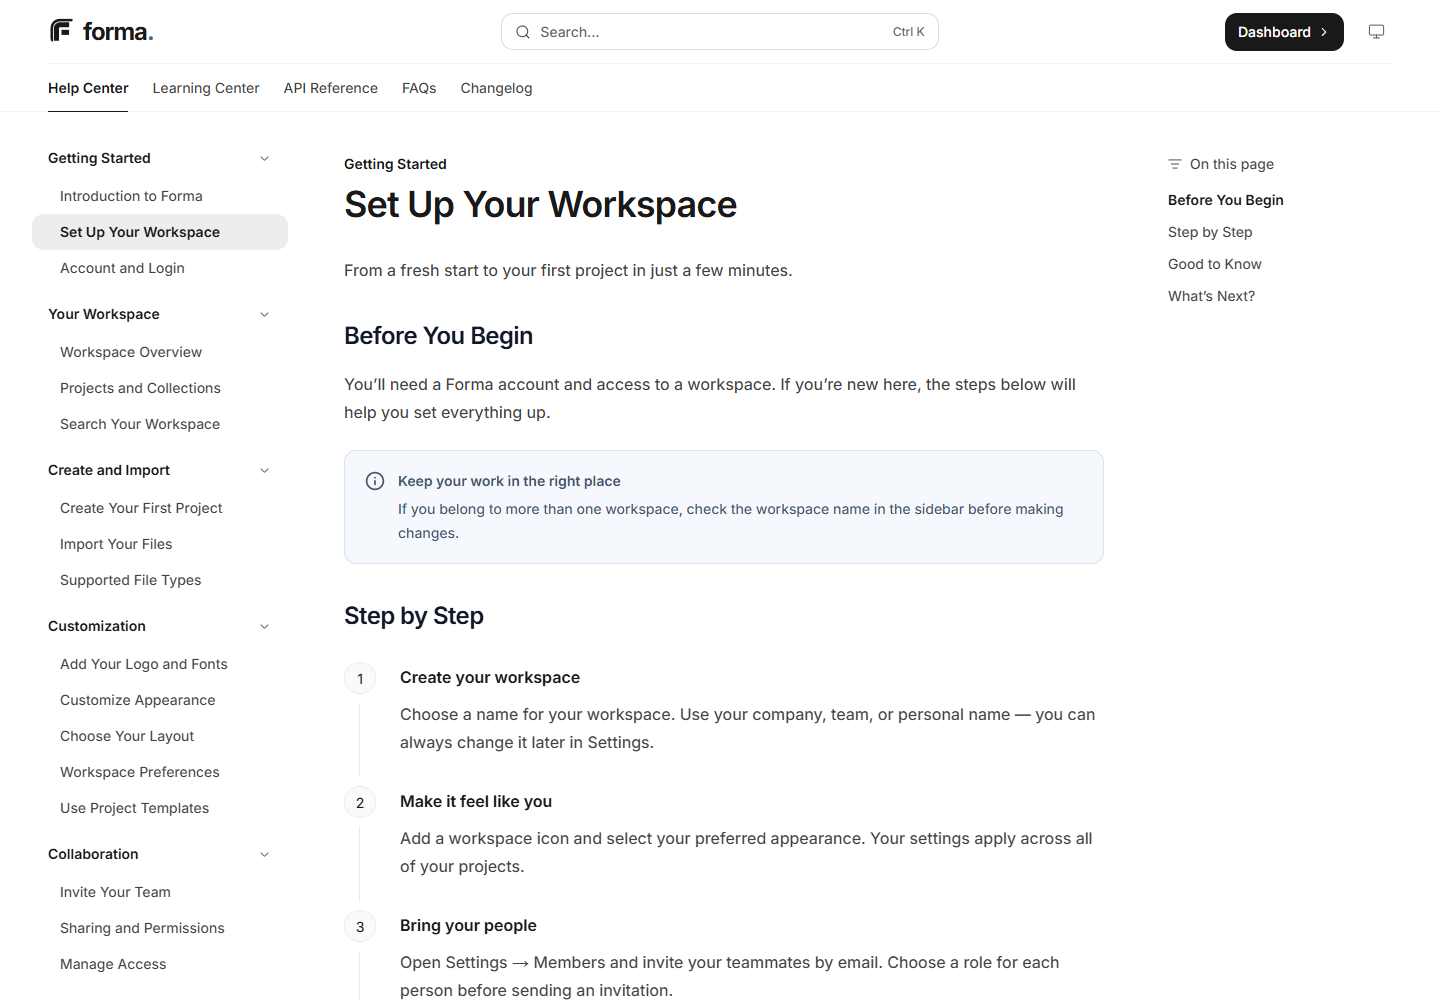 forma.
Search...
Ctrl K
Dashboard
Help Center
Learning Center
API Reference
FAQs
Changelog
Getting Started
Introduction to Forma
Set Up Your Workspace
Account and Login
Your Workspace
Workspace Overview
Projects and Collections
Search Your Workspace
Create and Import
Create Your First Project
Import Your Files
Supported File Types
Customization
Add Your Logo and Fonts
Customize Appearance
Choose Your Layout
Workspace Preferences
Use Project Templates
Collaboration
Invite Your Team
Sharing and Permissions
Manage Access
Getting Started
Set Up Your Workspace
From a fresh start to your first project in just a few minutes.
Before You Begin
You’ll need a Forma account and access to a workspace. If you’re new here, the steps below will
help you set everything up.
Keep your work in the right place
If you belong to more than one workspace, check the workspace name in the sidebar before making
changes.
Step by Step
1
Create your workspace
Choose a name for your workspace. Use your company, team, or personal name — you can
always change it later in Settings.
2
Make it feel like you
Add a workspace icon and select your preferred appearance. Your settings apply across all
of your projects.
3
Bring your people
Open Settings → Members and invite your teammates by email. Choose a role for each
person before sending an invitation.
On this page
Before You Begin
Step by Step
Good to Know
What’s Next?